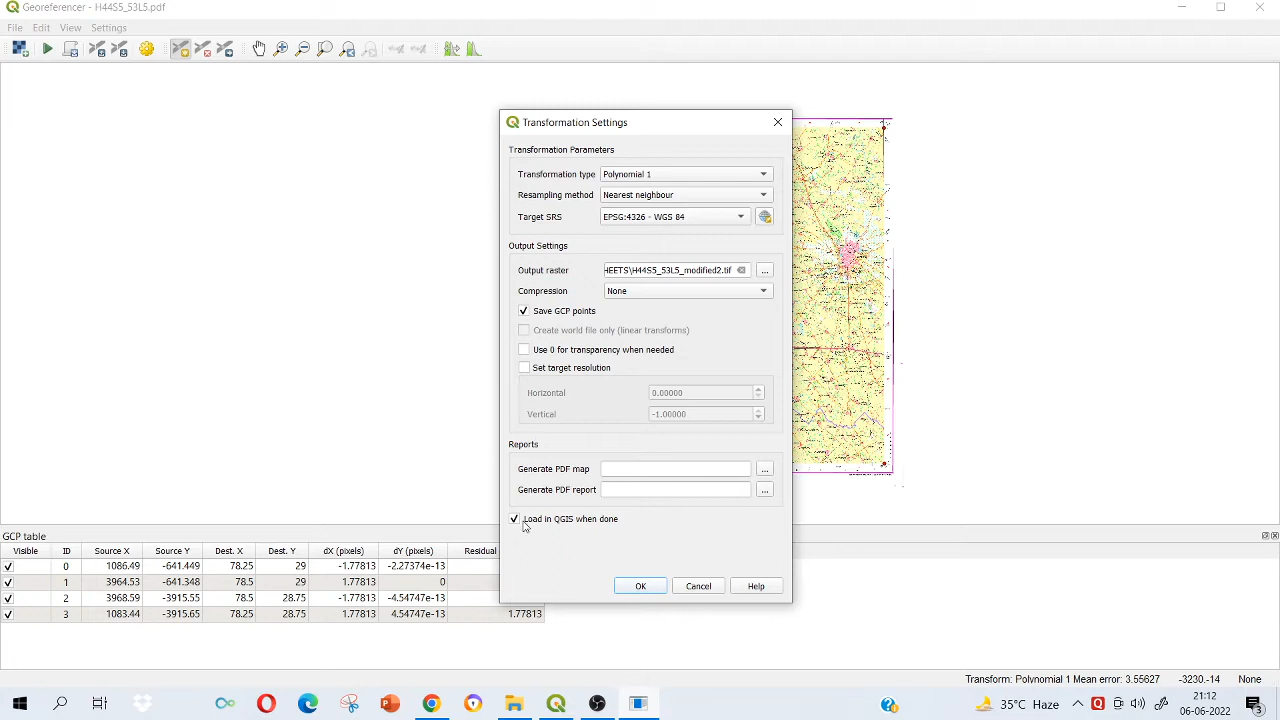 Georeferencer - H44S5_53L5.pdf
File Edit View Settings
Transformation Settings
Transformation Parameters
Transformation type Polynomial 1
Resampling method Nearest neighbour
Target SRS EPSG:4326 - WGS 84
Output Settings
Output raster HEETS\H44S5_53L5_modified2.tif ...
Compression None
Save GCP points
Create world file only (linear transforms)
Use 0 for transparency when needed
Set target resolution
Horizontal 0.00000
Vertical -1.00000
Reports
Generate PDF map ...
Generate PDF report ...
Load in QGIS when done
OK Cancel Help
GCP table
Visible ID Source X Source Y Dest. X Dest. Y dX (pixels) dY (pixels) Residual
0 1086.49 -641.449 78.25 29 -1.77813 -2.27374e-13
1 3964.53 -641.348 78.5 29 1.77813 0
2 3968.59 -3915.55 78.5 28.75 -1.77813 -4.54747e-13
3 1083.44 -3915.65 78.25 28.75 1.77813 4.54747e-13 1.77813
Transform: Polynomial 1 Mean error: 3.55627 -3230.-14 None
35°C Haze
21:12
06-06-2022
3